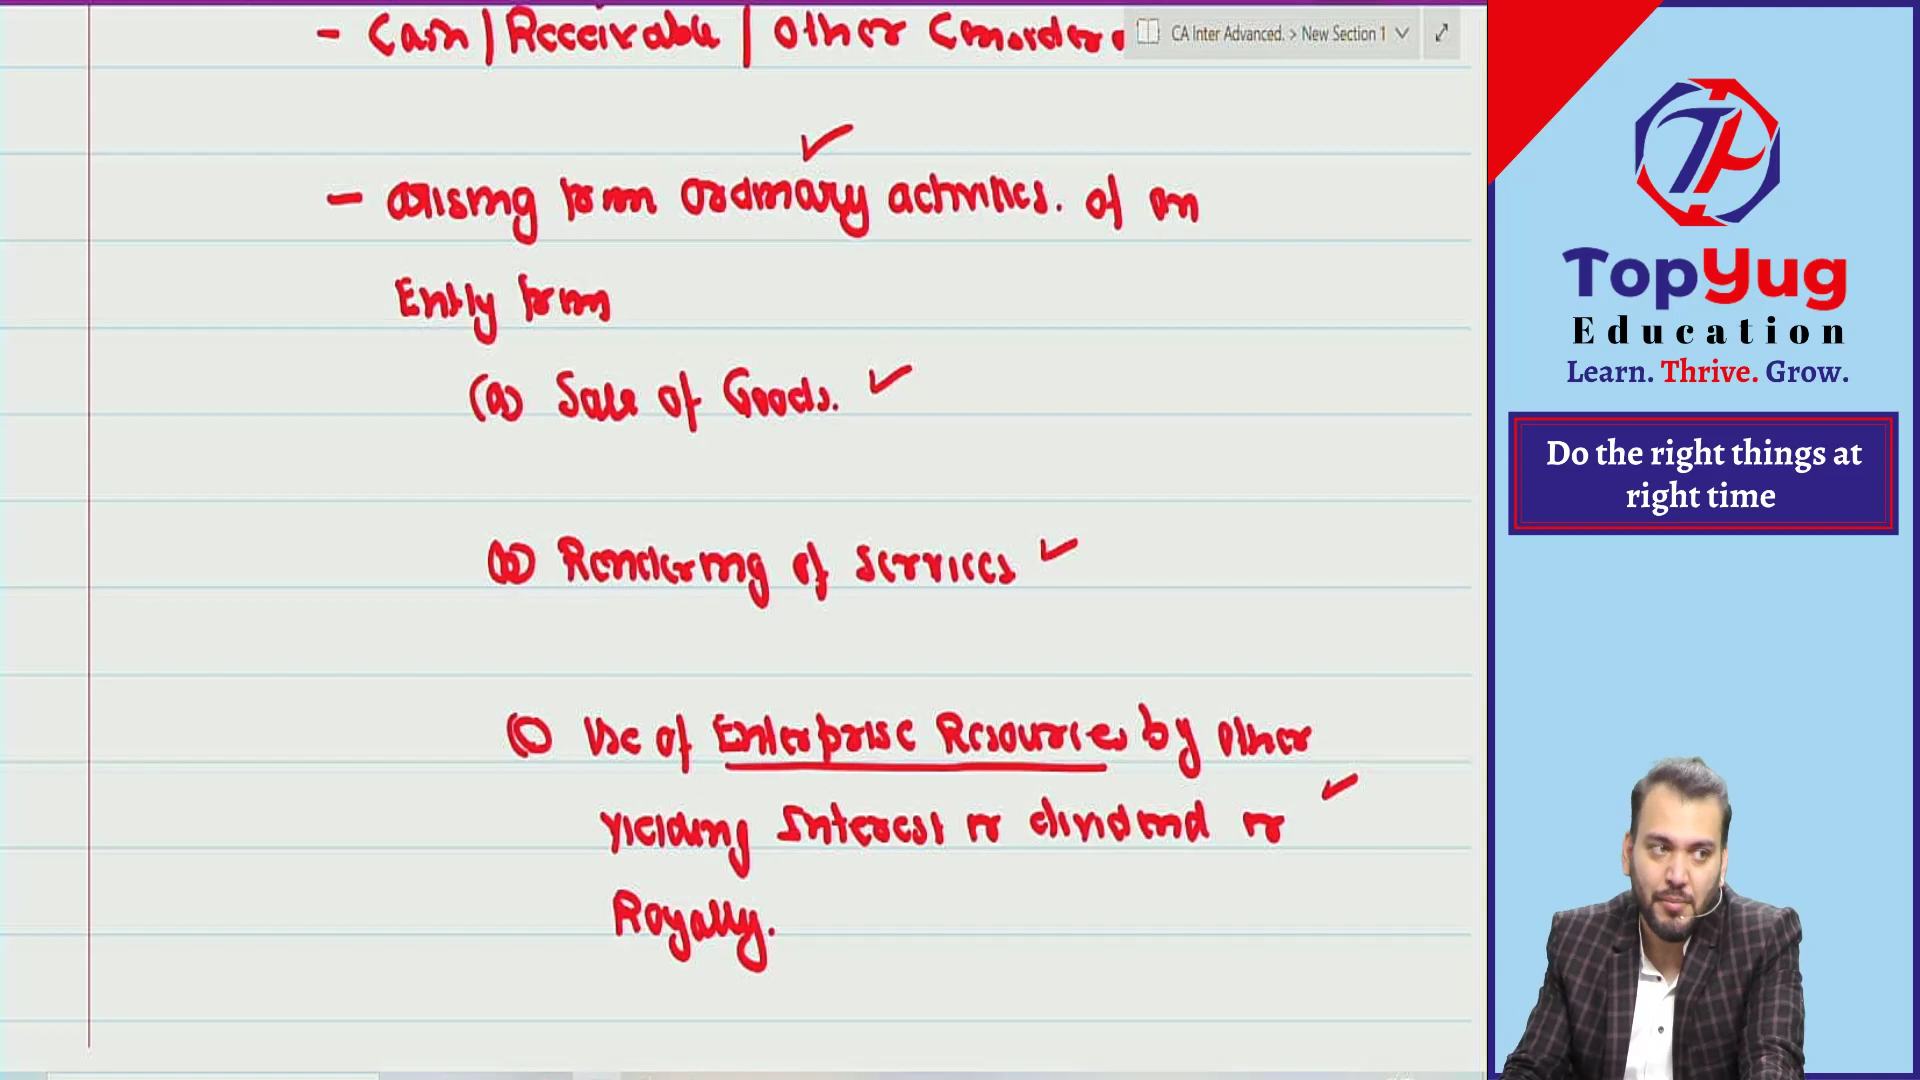 - Cash | Receivable | Other
CA Inter Advanced. > New Section 1
- arising from ordinary activities. of an
Entity from
(a) Sale of Goods.
(b) Rendering of services
(c) Use of Enterprise Resources by other
yielding Interest or dividend or
Royalty.
TopYug
Education
Learn. Thrive. Grow.
Do the right things at
right time